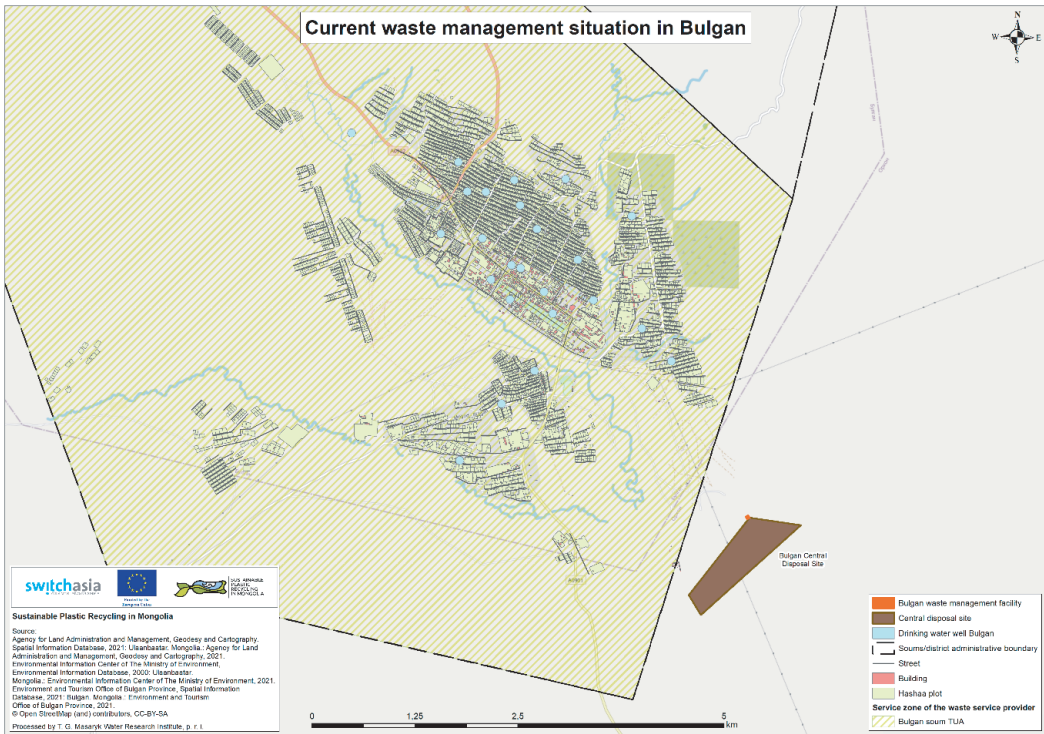 Current waste management situation in Bulgan
N
W
E
S
Bulgan Central
Disposal Site
switchasia
SUSTAINABLE
PLASTIC
RECYCLING
IN MONGOLIA
Sustainable Plastic Recycling in Mongolia
Source:
Agency for Land Administration and Management, Geodesy and Cartography.
Spatial Information Database, 2021: Ulaanbaatar. Mongolia.: Agency for Land
Administration and Management, Geodesy and Cartography, 2021.
Environmental Information Center of The Ministry of Environment,
Environmental Information Database, 2000: Ulaanbaatar.
Mongolia.: Environmental Information Center of The Ministry of Environment, 2021.
Environment and Tourism Office of Bulgan Province, Spatial Information
Database, 2021: Bulgan. Mongolia.: Environment and Tourism
Office of Bulgan Province, 2021.
© Open StreetMap (and) contributors, CC-BY-SA
Processed by T. G. Masaryk Water Research Institute, p. r. i.
0
1,25
2,5
5
km
Bulgan waste management facility
Central disposal site
Drinking water well Bulgan
Soums/district administrative boundary
Street
Building
Hashaa plot
Service zone of the waste service provider
Bulgan soum TUA